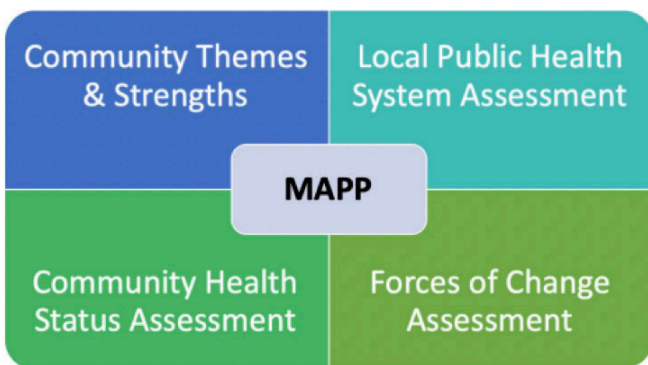 Community Themes
& Strengths
Local Public Health
System Assessment
MAPP
Community Health
Status Assessment
Forces of Change
Assessment